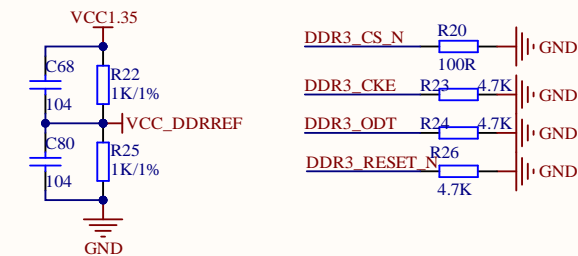 VCC1.35
C68
104
R22
1K/1%
VCC_DDRREF
C80
104
R25
1K/1%
GND
DDR3_CS_N
R20
100R
GND
DDR3_CKE
R23
4.7K
GND
DDR3_ODT
R24
4.7K
GND
DDR3_RESET_N
R26
4.7K
GND